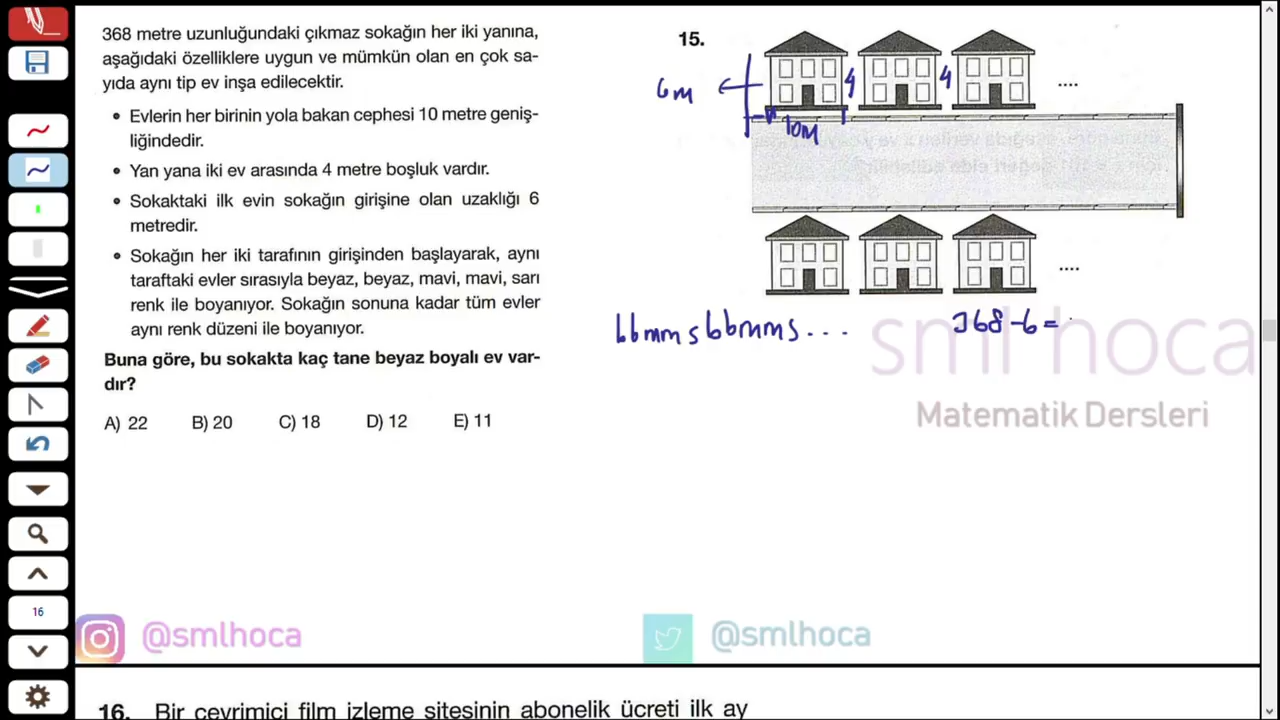 368 metre uzunluğundaki çıkmaz sokağın her iki yanına,
aşağıdaki özelliklere uygun ve mümkün olan en çok sa-
yıda aynı tip ev inşa edilecektir.
• Evlerin her birinin yola bakan cephesi 10 metre geniş-
liğindedir.
• Yan yana iki ev arasında 4 metre boşluk vardır.
• Sokaktaki ilk evin sokağın girişine olan uzaklığı 6
metredir.
• Sokağın her iki tarafının girişinden başlayarak, aynı
taraftaki evler sırasıyla beyaz, beyaz, mavi, mavi, sarı
renk ile boyanıyor. Sokağın sonuna kadar tüm evler
aynı renk düzeni ile boyanıyor.
Buna göre, bu sokakta kaç tane beyaz boyalı ev var-
dır?
A) 22 B) 20 C) 18 D) 12 E) 11
15.
6m
4
4
....
10m
....
bbmmsbbmms...
368-6=
sml hoca
Matematik Dersleri
16
@smlhoca
@smlhoca
16. Bir çevrimiçi film izleme sitesinin abonelik ücreti ilk ay